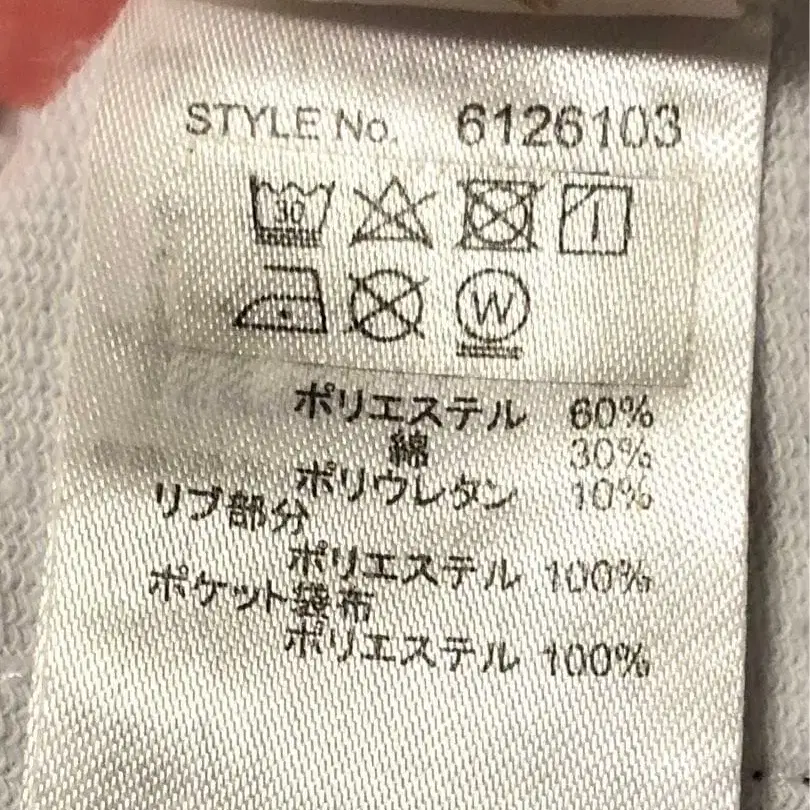 STYLE No. 6126103
30
W
ポリエステル 60%
綿 30%
ポリウレタン 10%
リブ部分
ポリエステル 100%
ポケット袋布
ポリエステル 100%